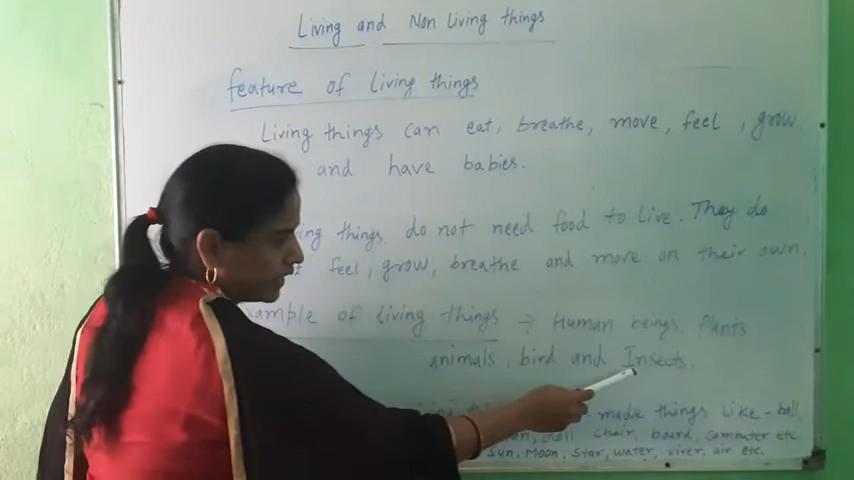 Living and Non Living things
feature of living things
Living things can eat, breathe, move, feel, grow
and have babies.
things do not need food to live. They do
feel, grow, breathe and move on their own.
of living things → Human beings, Plants
animals, bird and Insects.
made things like - ball,
chair, board, computer etc.
Sun, Moon, Star, water, river, air etc.